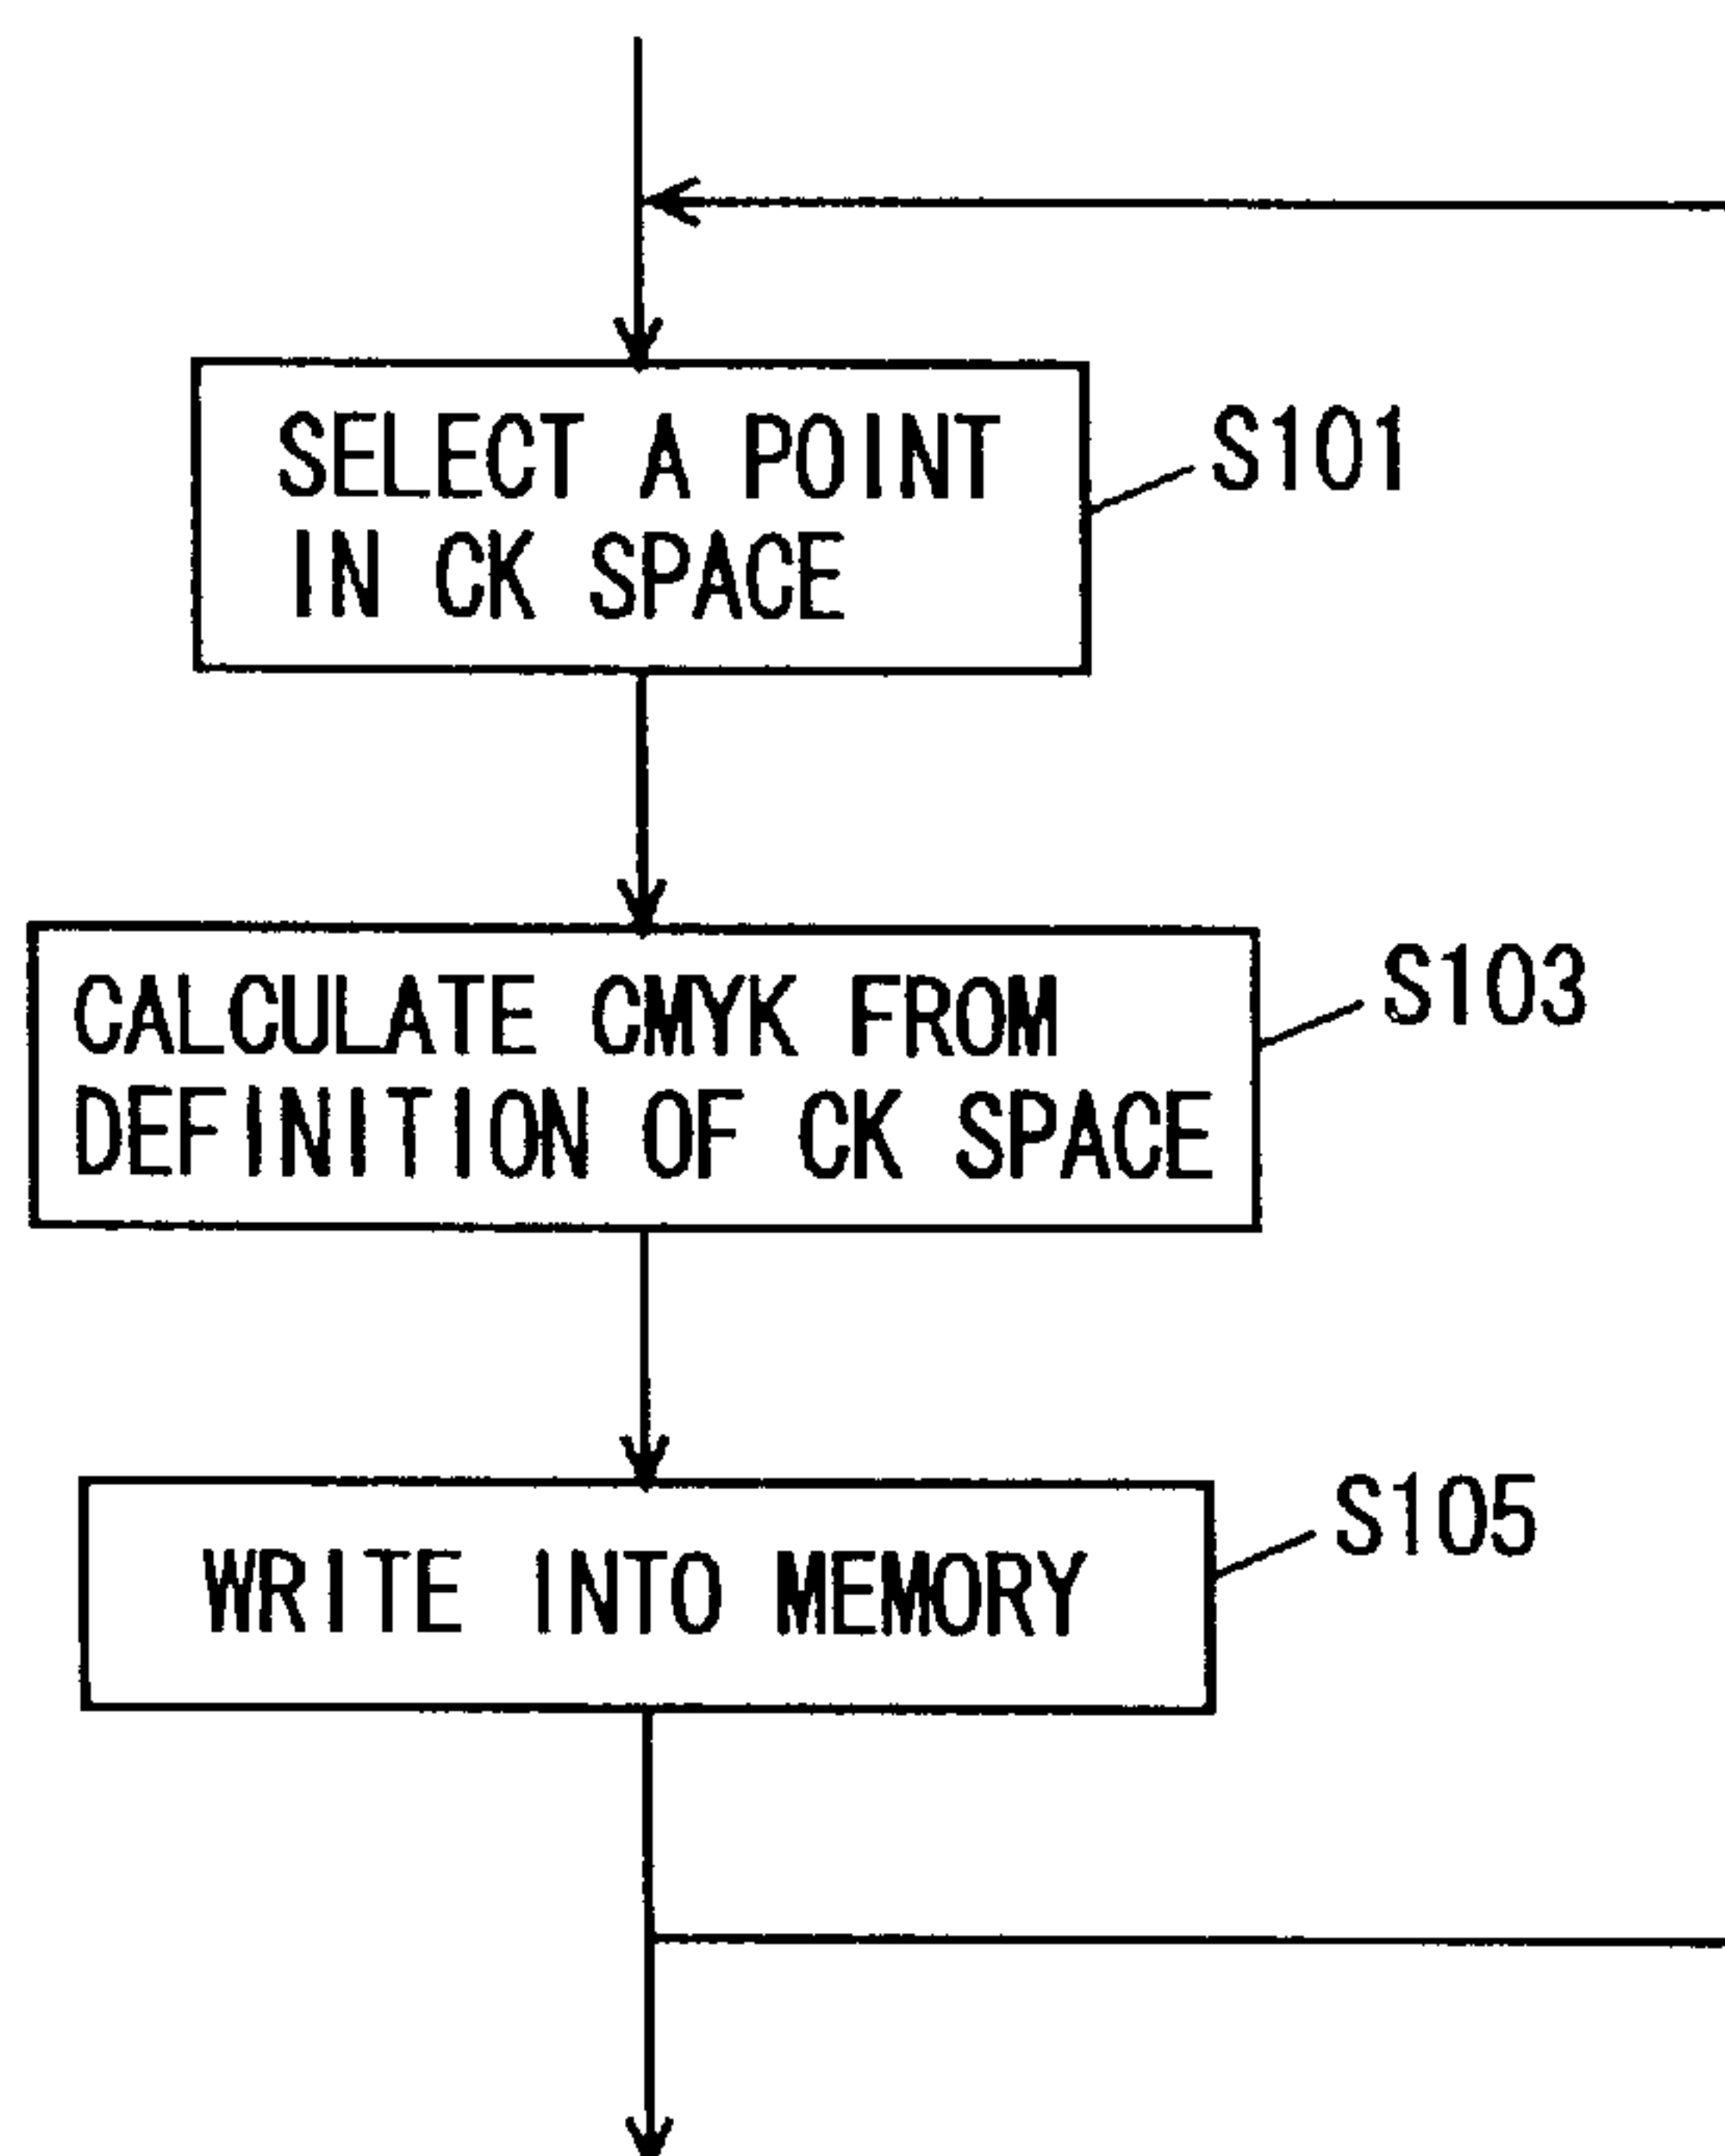 SELECT A POINT
IN CK SPACE
S101
CALCULATE CMYK FROM
DEFINITION OF CK SPACE
S103
WRITE INTO MEMORY
S105